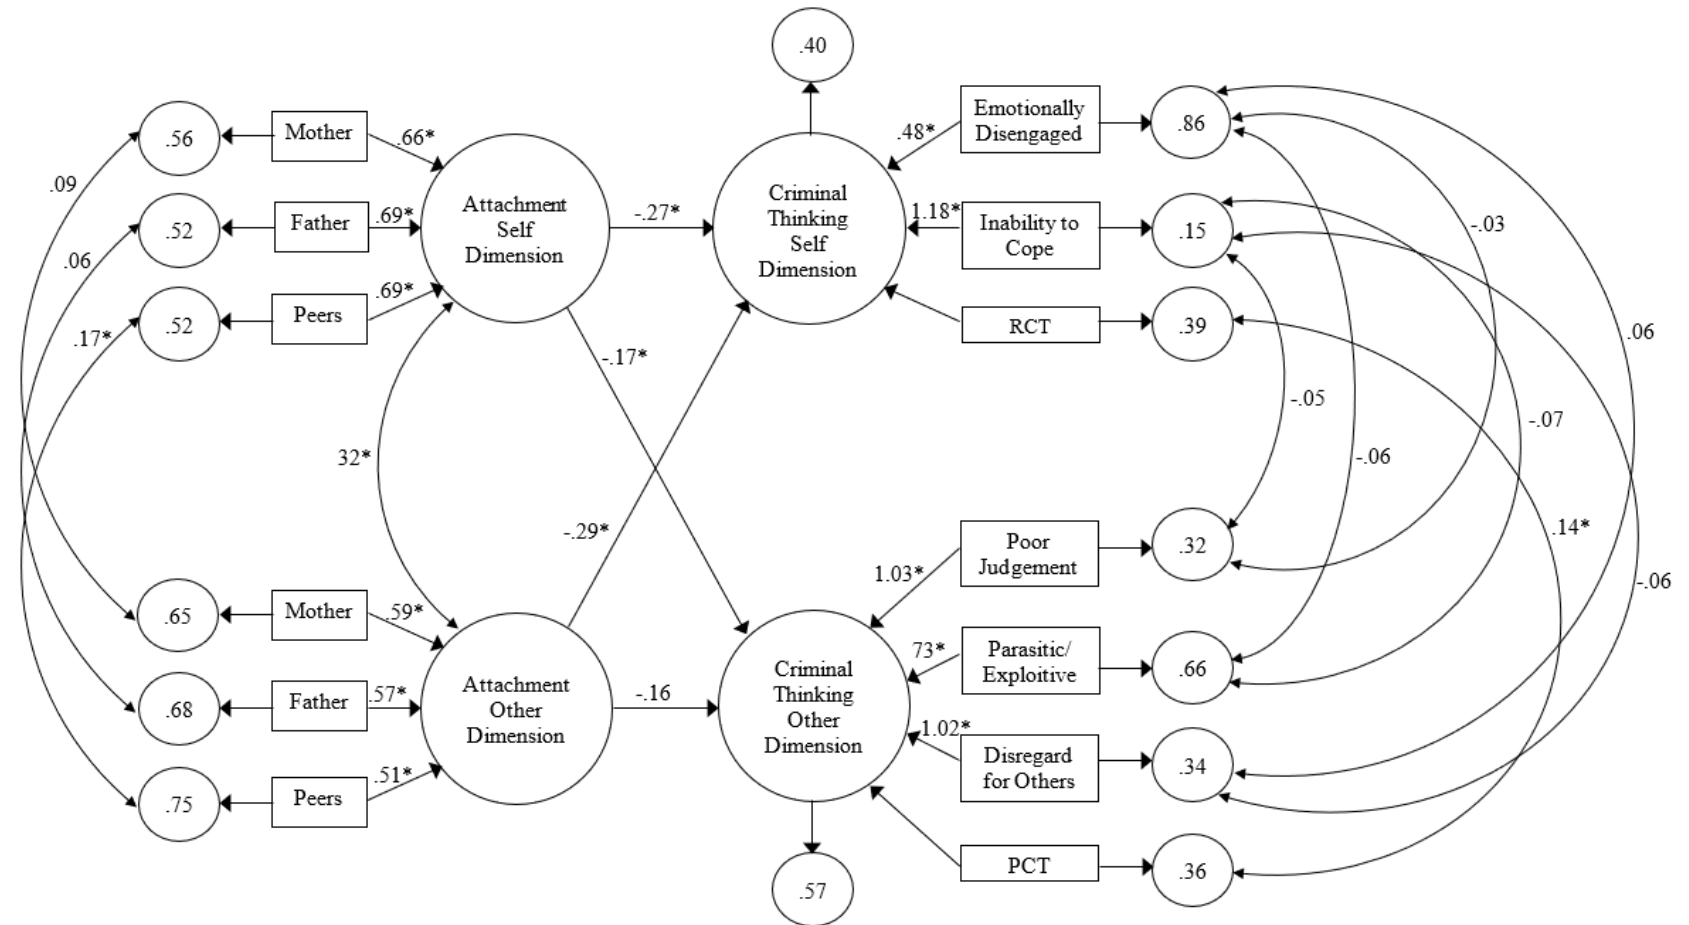 .40
.56
Mother
.66*
.09
.52
Father
.69*
.06
.52
Peers
.69*
.17*
Attachment
Self
Dimension
-.27*
Criminal
Thinking
Self
Dimension
.48*
Emotionally
Disengaged
.86
1.18*
Inability to
Cope
.15
RCT
.39
-.03
.06
-.17*
-.05
-.07
-.06
32*
-.29*
.14*
-.06
.65
Mother
.59*
.68
Father
.57*
.75
Peers
.51*
Attachment
Other
Dimension
-.16
Criminal
Thinking
Other
Dimension
1.03*
Poor
Judgement
.32
73*
Parasitic/
Exploitive
.66
1.02*
Disregard
for Others
.34
PCT
.36
.57